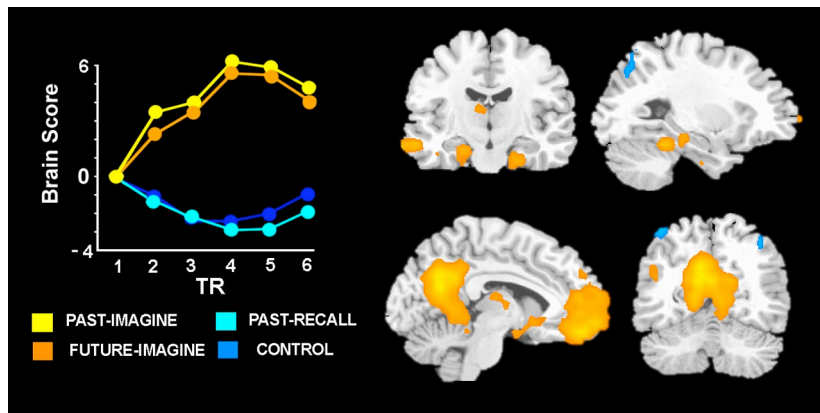 6
0
- 4
Brain Score
1 2 3 4 5 6
TR
PAST-IMAGINE
PAST-RECALL
FUTURE-IMAGINE
CONTROL